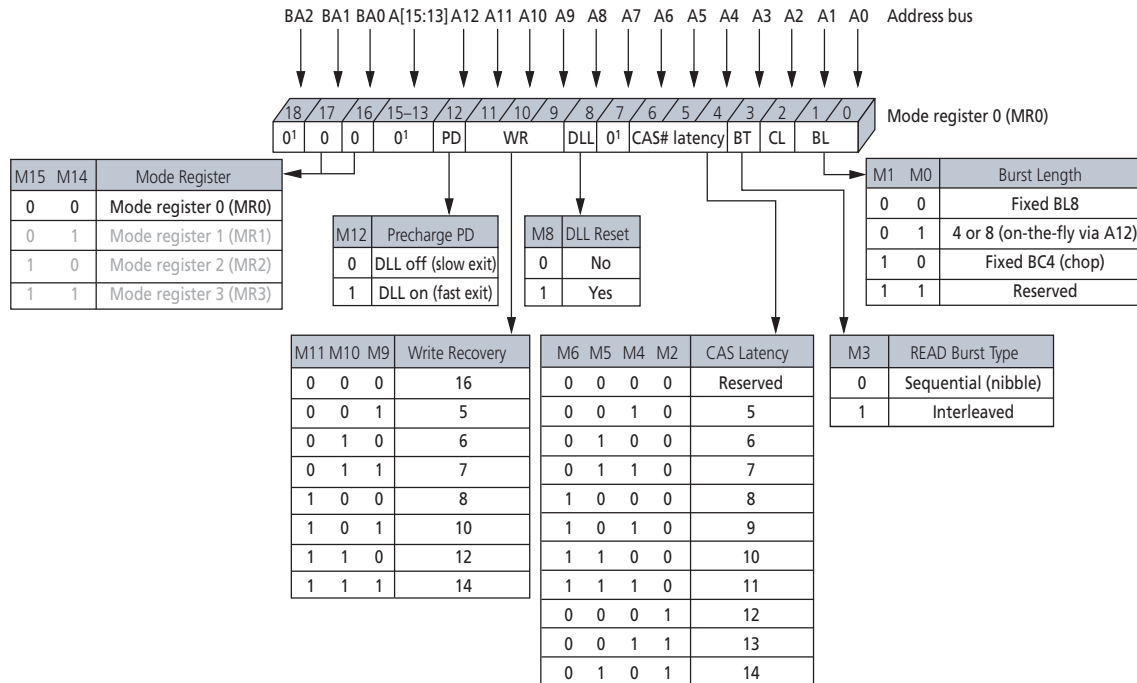 BA2 BA1 BA0 A[15:13] A12 A11 A10 A9 A8 A7 A6 A5 A4 A3 A2 A1 A0 Address bus
18 17 16 15–13 12 11 10 9 8 7 6 5 4 3 2 1 0 Mode register 0 (MR0)
0¹ 0 0 0¹ PD WR DLL 0¹ CAS# latency BT CL BL
M15 M14 Mode Register
0 0 Mode register 0 (MR0)
0 1 Mode register 1 (MR1)
1 0 Mode register 2 (MR2)
1 1 Mode register 3 (MR3)
M12 Precharge PD
0 DLL off (slow exit)
1 DLL on (fast exit)
M8 DLL Reset
0 No
1 Yes
M1 M0 Burst Length
0 0 Fixed BL8
0 1 4 or 8 (on-the-fly via A12)
1 0 Fixed BC4 (chop)
1 1 Reserved
M11 M10 M9 Write Recovery
0 0 0 16
0 0 1 5
0 1 0 6
0 1 1 7
1 0 0 8
1 0 1 10
1 1 0 12
1 1 1 14
M6 M5 M4 M2 CAS Latency
0 0 0 0 Reserved
0 0 1 0 5
0 1 0 0 6
0 1 1 0 7
1 0 0 0 8
1 0 1 0 9
1 1 0 0 10
1 1 1 0 11
0 0 0 1 12
0 0 1 1 13
0 1 0 1 14
M3 READ Burst Type
0 Sequential (nibble)
1 Interleaved